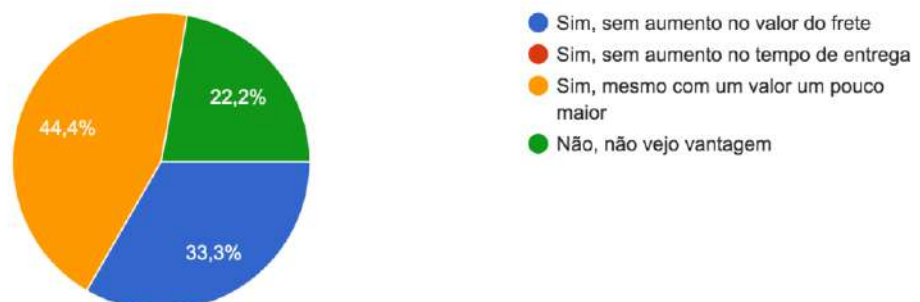 44,4%
22,2%
33,3%
Sim, sem aumento no valor do frete
Sim, sem aumento no tempo de entrega
Sim, mesmo com um valor um pouco
maior
Não, não vejo vantagem